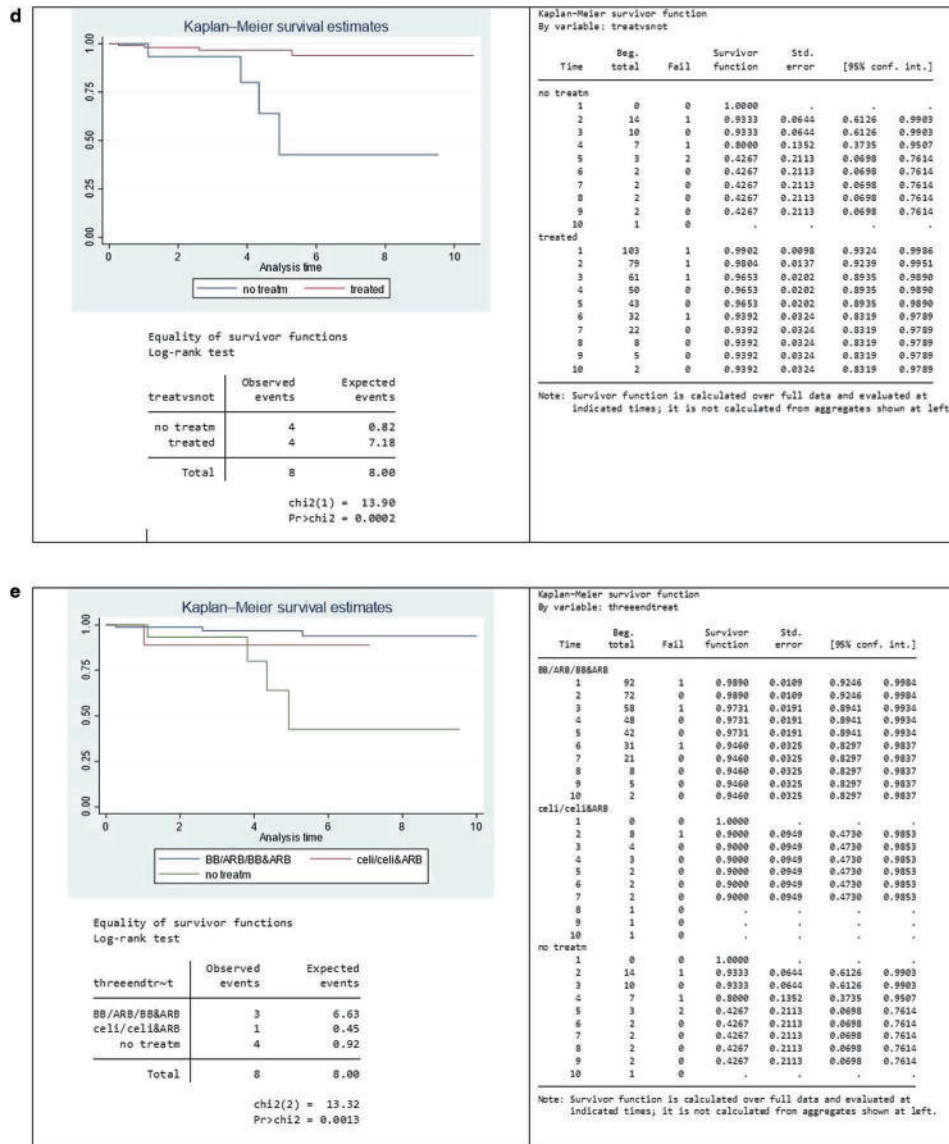 d
Kaplan–Meier survival estimates
1.00
0.75
0.50
0.25
0.00
0 2 4 6 8 10
Analysis time
no treatm treated
Equality of survivor functions
Log-rank test
Observed Expected
treatvsnot events events
no treatm 4 0.82
treated 4 7.18
Total 8 8.00
chi2(1) = 13.90
Pr>chi2 = 0.0002
Kaplan-Meier survivor function
By variable: treatvsnot
Beg. Survivor Std.
Time total Fail function error [95% conf. int.]
no treatm
1 0 0 1.0000 . . .
2 14 1 0.9333 0.0644 0.6126 0.9903
3 10 0 0.9333 0.0644 0.6126 0.9903
4 7 1 0.8000 0.1352 0.3735 0.9507
5 3 2 0.4267 0.2113 0.0698 0.7614
6 2 0 0.4267 0.2113 0.0698 0.7614
7 2 0 0.4267 0.2113 0.0698 0.7614
8 2 0 0.4267 0.2113 0.0698 0.7614
9 2 0 0.4267 0.2113 0.0698 0.7614
10 1 0 . . . .
treated
1 103 1 0.9902 0.0098 0.9324 0.9986
2 79 1 0.9804 0.0137 0.9239 0.9951
3 61 1 0.9653 0.0202 0.8935 0.9890
4 50 0 0.9653 0.0202 0.8935 0.9890
5 43 0 0.9653 0.0202 0.8935 0.9890
6 32 1 0.9392 0.0324 0.8319 0.9789
7 22 0 0.9392 0.0324 0.8319 0.9789
8 8 0 0.9392 0.0324 0.8319 0.9789
9 5 0 0.9392 0.0324 0.8319 0.9789
10 2 0 0.9392 0.0324 0.8319 0.9789
Note: Survivor function is calculated over full data and evaluated at
indicated times; it is not calculated from aggregates shown at left.
e
Kaplan–Meier survival estimates
1.00
0.75
0.50
0.25
0.00
0 2 4 6 8 10
Analysis time
BB/ARB/BB&ARB celi/celi&ARB
no treatm
Equality of survivor functions
Log-rank test
Observed Expected
threeendtr~t events events
BB/ARB/BB&ARB 3 6.63
celi/celi&ARB 1 0.45
no treatm 4 0.92
Total 8 8.00
chi2(2) = 13.32
Pr>chi2 = 0.0013
Kaplan-Meier survivor function
By variable: threeendtreat
Beg. Survivor Std.
Time total Fail function error [95% conf. int.]
BB/ARB/BB&ARB
1 92 1 0.9890 0.0109 0.9246 0.9984
2 72 0 0.9890 0.0109 0.9246 0.9984
3 58 1 0.9731 0.0191 0.8941 0.9934
4 48 0 0.9731 0.0191 0.8941 0.9934
5 42 0 0.9731 0.0191 0.8941 0.9934
6 31 1 0.9460 0.0325 0.8297 0.9837
7 21 0 0.9460 0.0325 0.8297 0.9837
8 8 0 0.9460 0.0325 0.8297 0.9837
9 5 0 0.9460 0.0325 0.8297 0.9837
10 2 0 0.9460 0.0325 0.8297 0.9837
celi/celi&ARB
1 0 0 1.0000 . . .
2 8 1 0.9000 0.0949 0.4730 0.9853
3 4 0 0.9000 0.0949 0.4730 0.9853
4 3 0 0.9000 0.0949 0.4730 0.9853
5 2 0 0.9000 0.0949 0.4730 0.9853
6 2 0 0.9000 0.0949 0.4730 0.9853
7 2 0 0.9000 0.0949 0.4730 0.9853
8 1 0 . . . .
9 1 0 . . . .
10 1 0 . . . .
no treatm
1 0 0 1.0000 . . .
2 14 1 0.9333 0.0644 0.6126 0.9903
3 10 0 0.9333 0.0644 0.6126 0.9903
4 7 1 0.8000 0.1352 0.3735 0.9507
5 3 2 0.4267 0.2113 0.0698 0.7614
6 2 0 0.4267 0.2113 0.0698 0.7614
7 2 0 0.4267 0.2113 0.0698 0.7614
8 2 0 0.4267 0.2113 0.0698 0.7614
9 2 0 0.4267 0.2113 0.0698 0.7614
10 1 0 . . . .
Note: Survivor function is calculated over full data and evaluated at
indicated times; it is not calculated from aggregates shown at left.